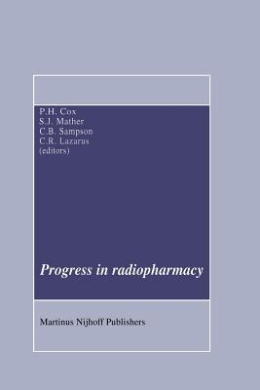 P.H. Cox
S.J. Mather
C.B. Sampson
C.R. Lazarus
(editors)
Progress in radiopharmacy
Martinus Nijhoff Publishers